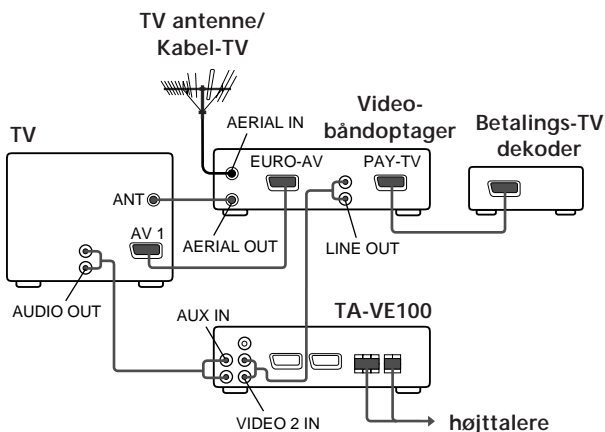 TV antenne/
Kabel-TV
TV
Video-
båndoptager
Betalings-TV
dekoder
AERIAL IN
EURO-AV
PAY-TV
ANT
AV 1
AERIAL OUT
LINE OUT
AUDIO OUT
AUX IN
TA-VE100
VIDEO 2 IN
højttalere